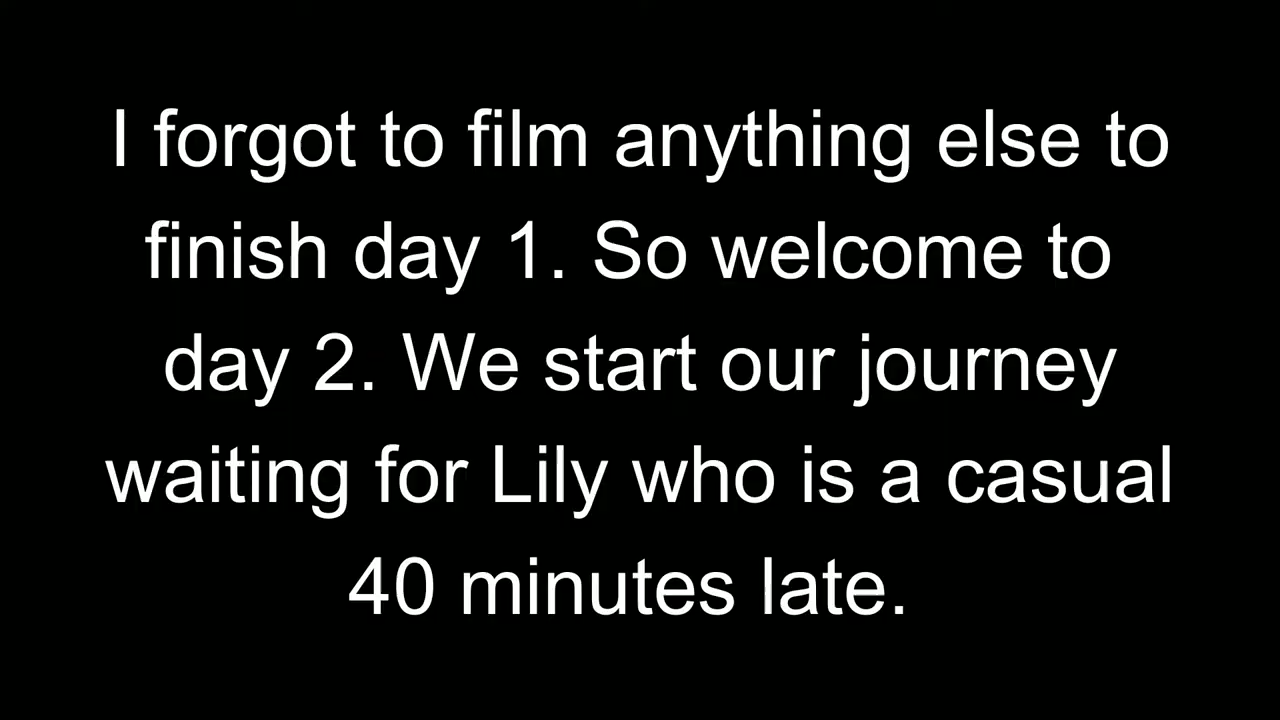 I forgot to film anything else to
finish day 1. So welcome to
day 2. We start our journey
waiting for Lily who is a casual
40 minutes late.